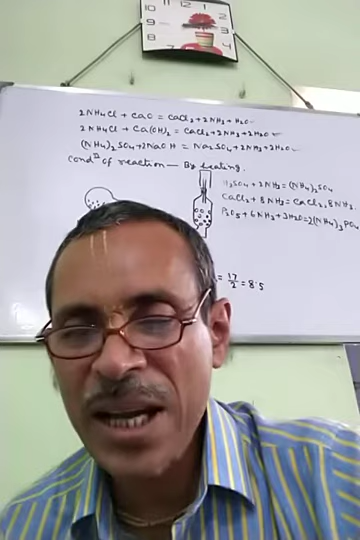 12
2NH₄Cl + CaO = CaCl₂ + 2NH₃ + H₂O
2NH₄Cl + Ca(OH)₂ = CaCl₂ + 2NH₃ + 2H₂O
(NH₄)₂SO₄ + 2NaOH = Na₂SO₄ + 2NH₃ + 2H₂O
Condⁿ of reaction — By heating.
H₂SO₄ + 2NH₃ = (NH₄)₂SO₄
CaCl₂ + 8NH₃ = CaCl₂, 8NH₃.
P₂O₅ + 6NH₃ + 3H₂O = 2(NH₄)₃PO₄
= 17/2 = 8.5